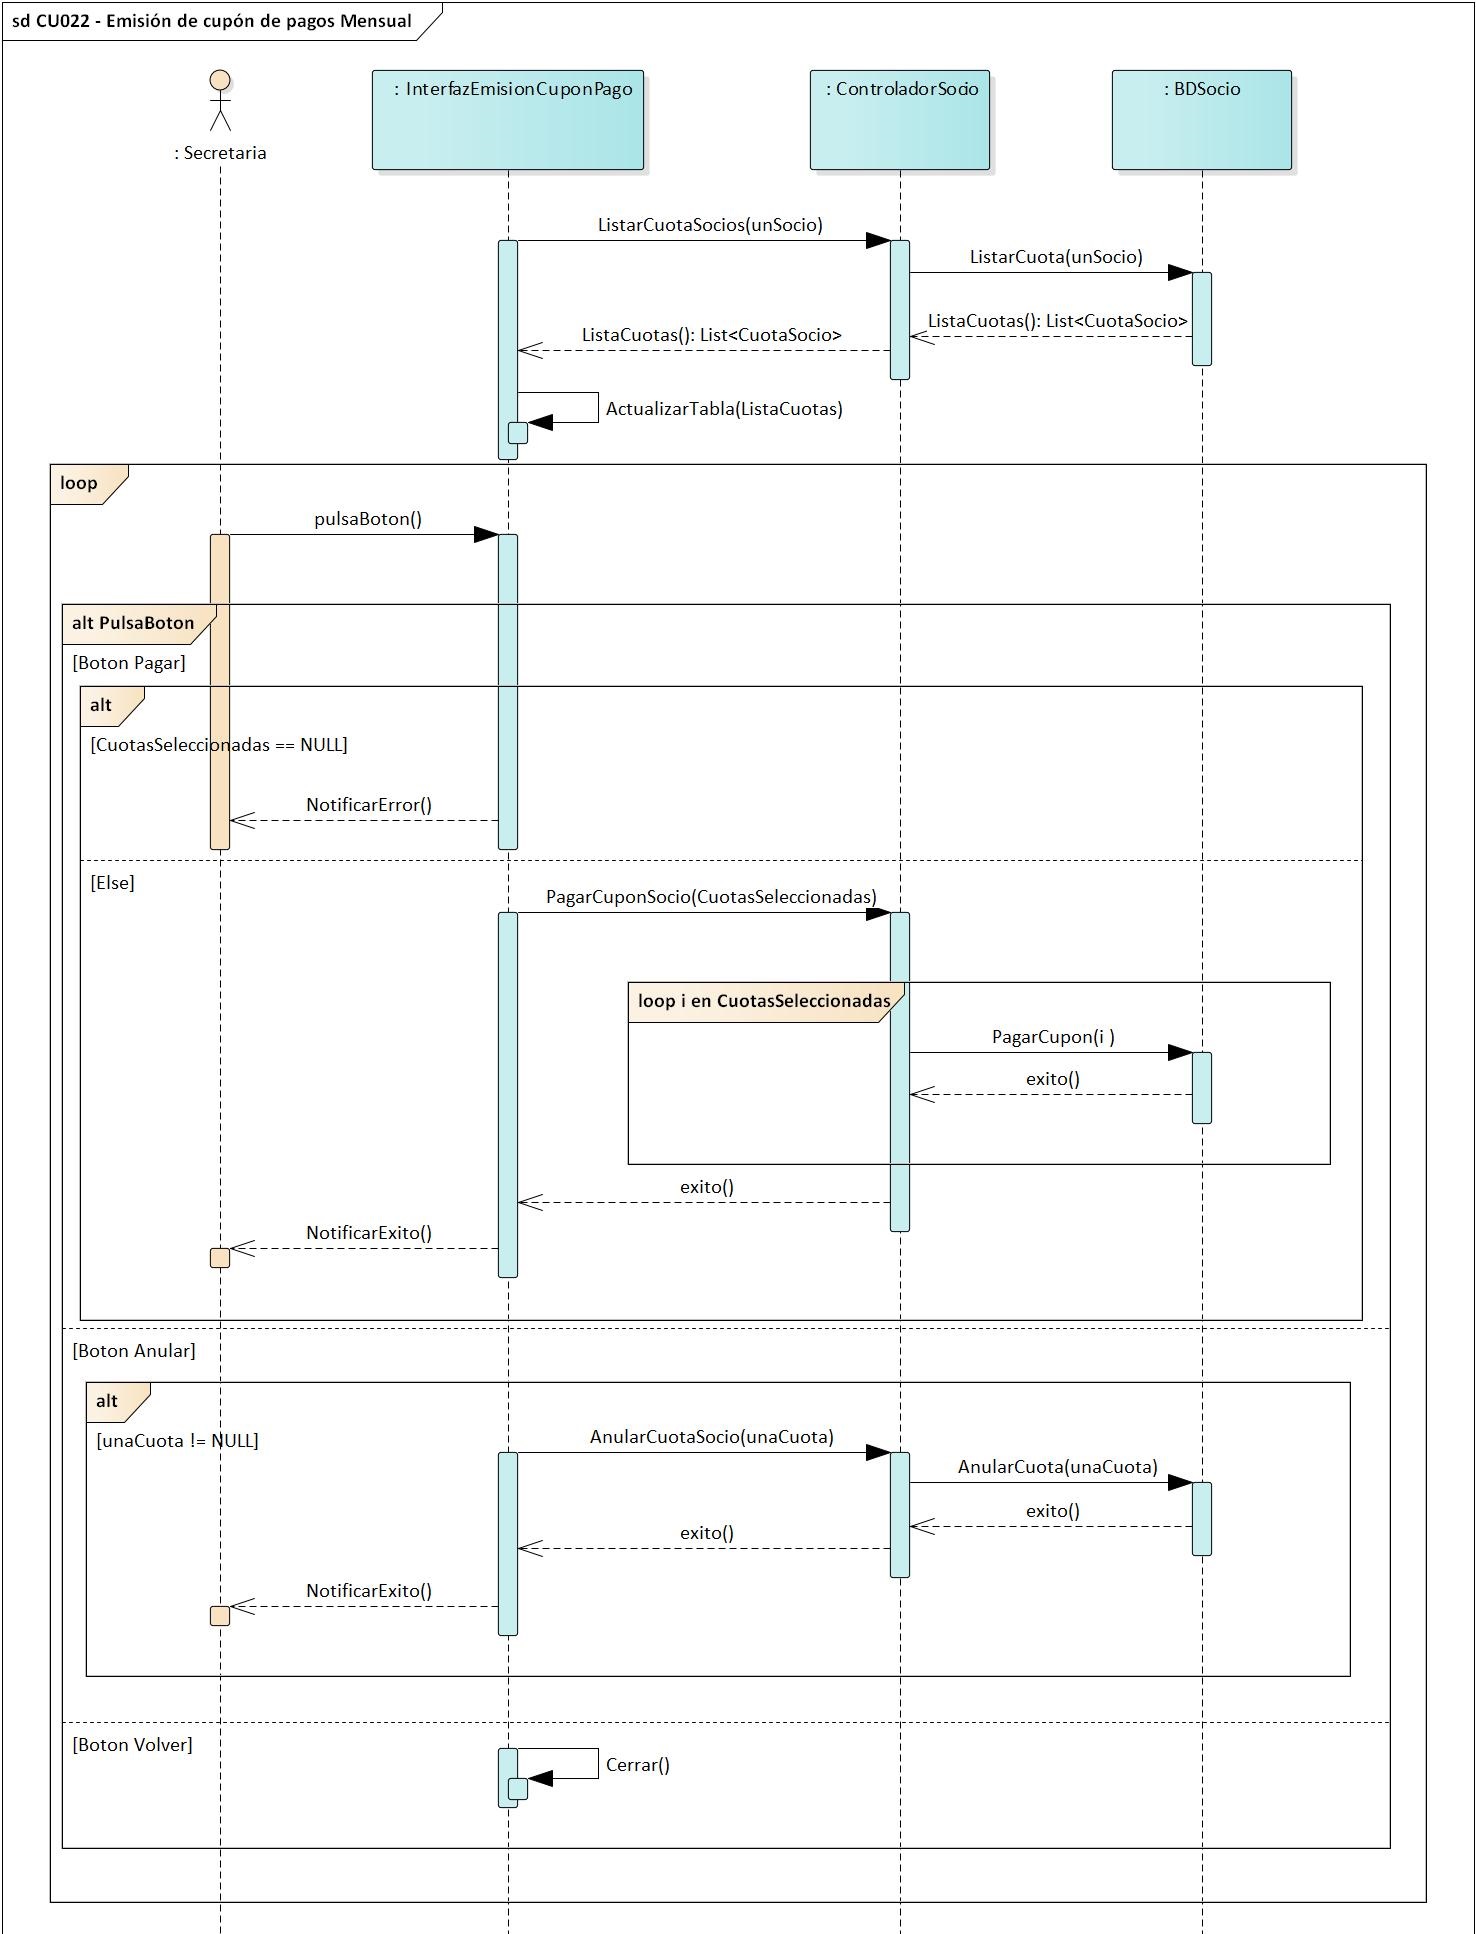 sd CU022 - Emisión de cupón de pagos Mensual
: Secretaria
: InterfazEmisionCuponPago
: ControladorSocio
: BDSocio
ListarCuotaSocios(unSocio)
ListarCuota(unSocio)
ListaCuotas(): List<CuotaSocio>
ListaCuotas(): List<CuotaSocio>
ActualizarTabla(ListaCuotas)
loop
pulsaBoton()
alt PulsaBoton
[Boton Pagar]
alt
[CuotasSeleccionadas == NULL]
NotificarError()
[Else]
PagarCuponSocio(CuotasSeleccionadas)
loop i en CuotasSeleccionadas
PagarCupon(i )
exito()
exito()
NotificarExito()
[Boton Anular]
alt
[unaCuota != NULL]
AnularCuotaSocio(unaCuota)
AnularCuota(unaCuota)
exito()
exito()
NotificarExito()
[Boton Volver]
Cerrar()